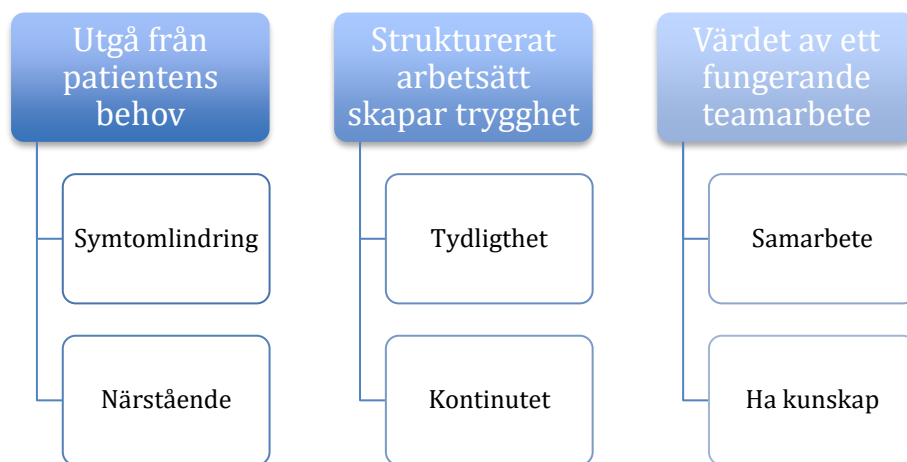 Utgå från
patientens
behov
Symtomlindring
Närstående
Strukturerat
arbetsätt
skapar trygghet
Tydligthet
Kontinutet
Värdet av ett
fungerande
teamarbete
Samarbete
Ha kunskap